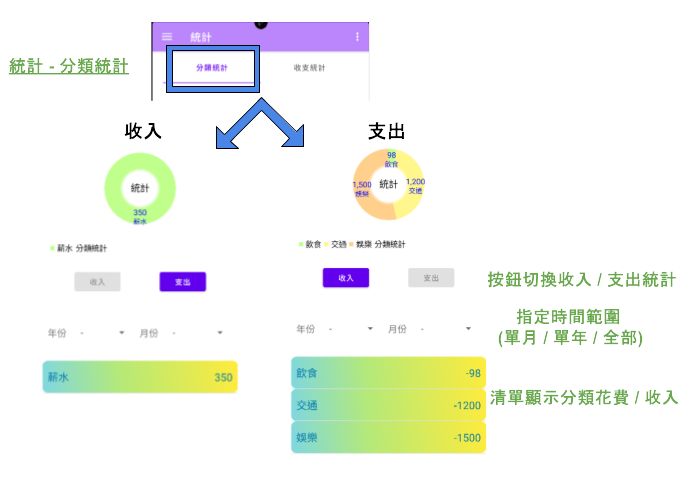 統計
統計 - 分類統計
分類統計 收支統計
收入 支出
98
飲食
統計
350
薪水
1,500
娛樂
統計
1,200
交通
薪水 分類統計
飲食 交通 娛樂 分類統計
收入 支出
收入 支出
按鈕切換收入 / 支出統計
年份 - 月份 -
年份 - 月份 -
指定時間範圍
(單月 / 單年 / 全部)
薪水 350
飲食 -98
交通 -1200
娛樂 -1500
清單顯示分類花費 / 收入